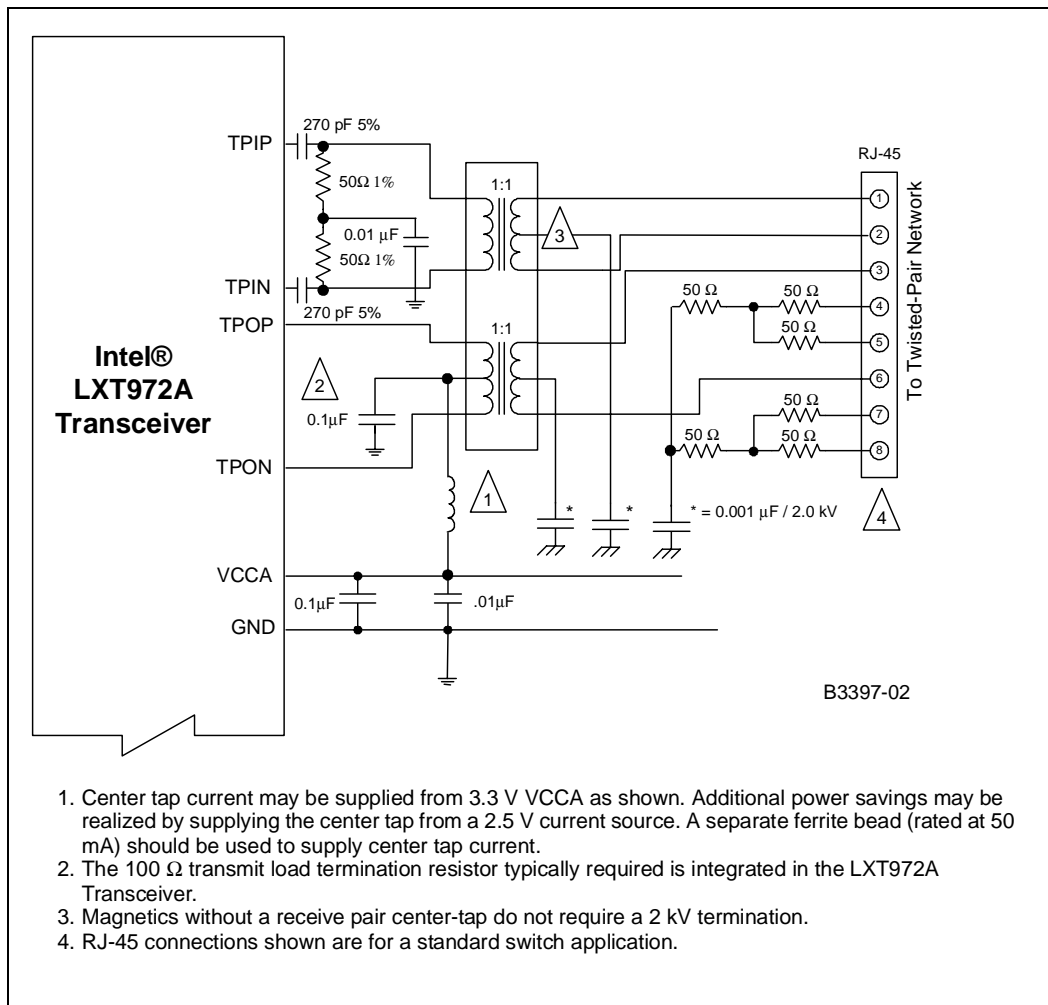 270 pF 5%
TPIP
50Ω 1%
0.01 µF
50Ω 1%
TPIN
270 pF 5%
TPOP
Intel®
LXT972A
Transceiver
2
0.1µF
TPON
1:1
3
1:1
1
RJ-45
1
2
3
50 Ω
50 Ω
4
50 Ω
5
6
50 Ω
7
50 Ω
50 Ω
8
To Twisted-Pair Network
4
*
*
* = 0.001 µF / 2.0 kV
VCCA
0.1µF
.01µF
GND
B3397-02
1. Center tap current may be supplied from 3.3 V VCCA as shown. Additional power savings may be
realized by supplying the center tap from a 2.5 V current source. A separate ferrite bead (rated at 50
mA) should be used to supply center tap current.
2. The 100 Ω transmit load termination resistor typically required is integrated in the LXT972A
Transceiver.
3. Magnetics without a receive pair center-tap do not require a 2 kV termination.
4. RJ-45 connections shown are for a standard switch application.